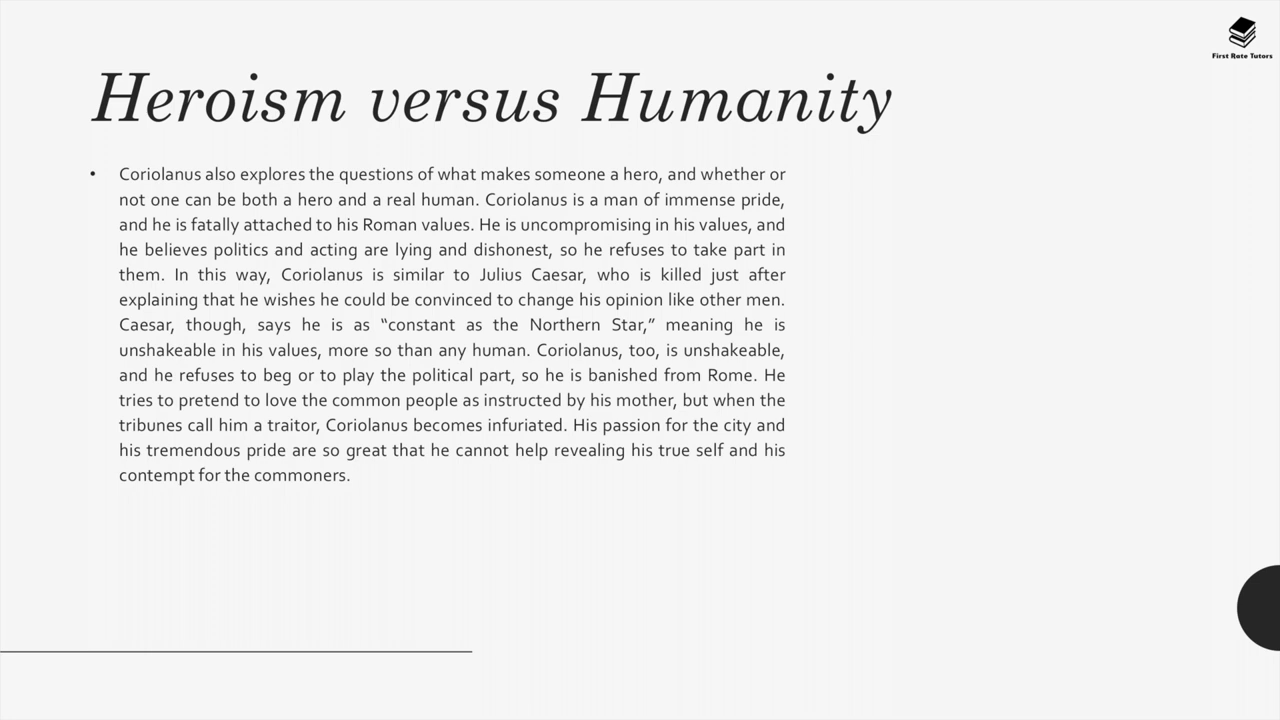 First Rate Tutors
Heroism versus Humanity
• Coriolanus also explores the questions of what makes someone a hero, and whether or
not one can be both a hero and a real human. Coriolanus is a man of immense pride,
and he is fatally attached to his Roman values. He is uncompromising in his values, and
he believes politics and acting are lying and dishonest, so he refuses to take part in
them. In this way, Coriolanus is similar to Julius Caesar, who is killed just after
explaining that he wishes he could be convinced to change his opinion like other men.
Caesar, though, says he is as “constant as the Northern Star,” meaning he is
unshakeable in his values, more so than any human. Coriolanus, too, is unshakeable,
and he refuses to beg or to play the political part, so he is banished from Rome. He
tries to pretend to love the common people as instructed by his mother, but when the
tribunes call him a traitor, Coriolanus becomes infuriated. His passion for the city and
his tremendous pride are so great that he cannot help revealing his true self and his
contempt for the commoners.